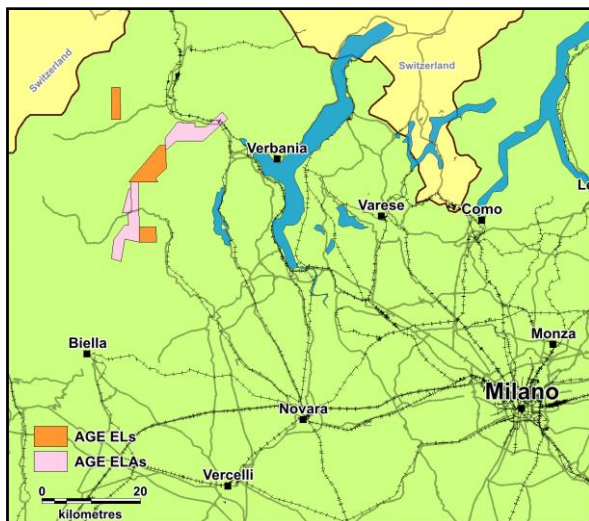 Switzerland
Switzerland
Verbania
Varese
Como
Le
Biella
Monza
Milano
Novara
AGE ELs
AGE ELAs
Vercelli
0 20
kilometres